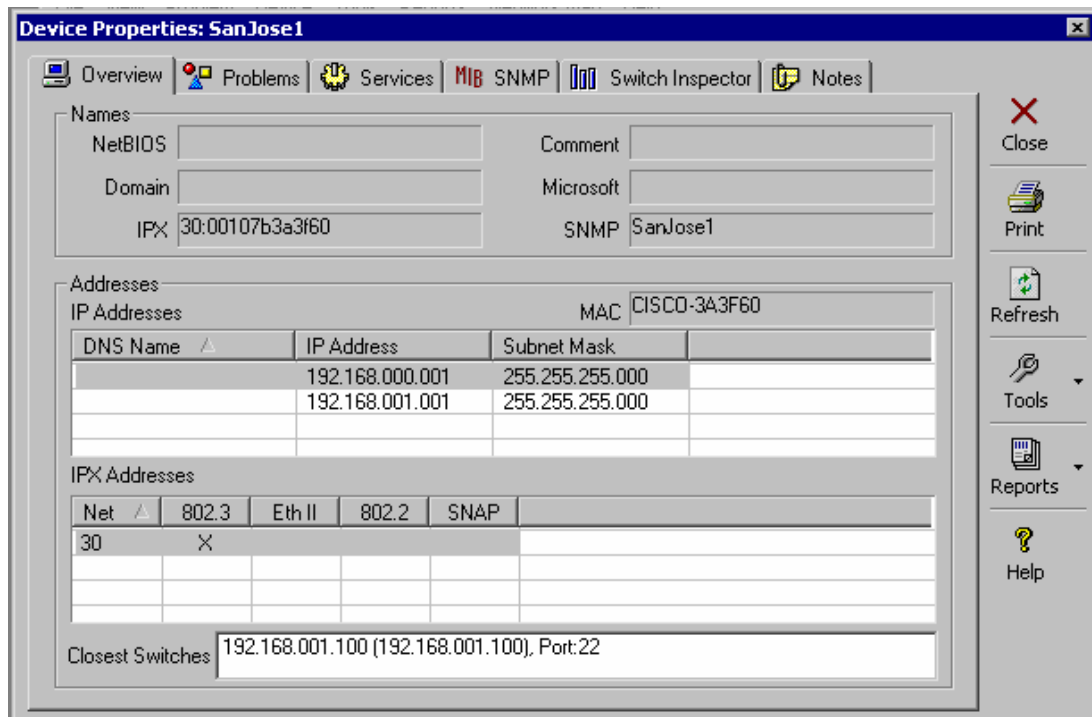 Device Properties: SanJose1
Overview Problems Services MIB SNMP Switch Inspector Notes
Names
NetBIOS Comment
Domain Microsoft
IPX 30:00107b3a3f60 SNMP SanJose1
Addresses
IP Addresses MAC CISCO-3A3F60
DNS Name IP Address Subnet Mask
192.168.000.001 255.255.255.000
192.168.001.001 255.255.255.000
IPX Addresses
Net 802.3 Eth II 802.2 SNAP
30 X
Closest Switches 192.168.001.100 (192.168.001.100), Port:22
Close
Print
Refresh
Tools
Reports
Help